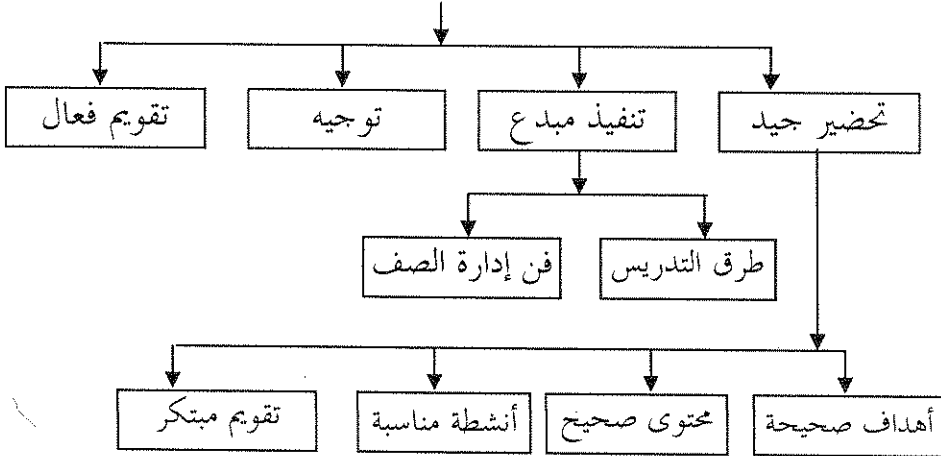 تحضير جيد
تنفيذ مبدع
توجيه
تقويم فعال
طرق التدريس
فن إدارة الصف
أهداف صحيحة
محتوى صحيح
أنشطة مناسبة
تقويم مبتكر